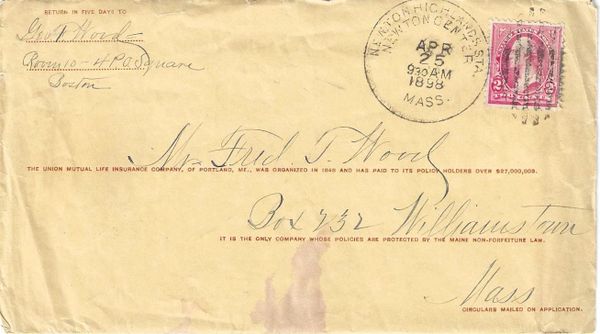 RETURN IN FIVE DAYS TO
Geo W Wood
Room 10 - 4 P.O. Square
Boston
NEWTON HIGHLANDS STA.
NEWTON CENTER
APR
25
930 AM
1898
MASS.
Mr Fred. T. Wood
THE UNION MUTUAL LIFE INSURANCE COMPANY, OF PORTLAND, ME., WAS ORGANIZED IN 1848 AND HAS PAID TO ITS POLICY HOLDERS OVER $27,000,000.
Box 232 Williamstown
IT IS THE ONLY COMPANY WHOSE POLICIES ARE PROTECTED BY THE MAINE NON-FORFEITURE LAW.
Mass
CIRCULARS MAILED ON APPLICATION.